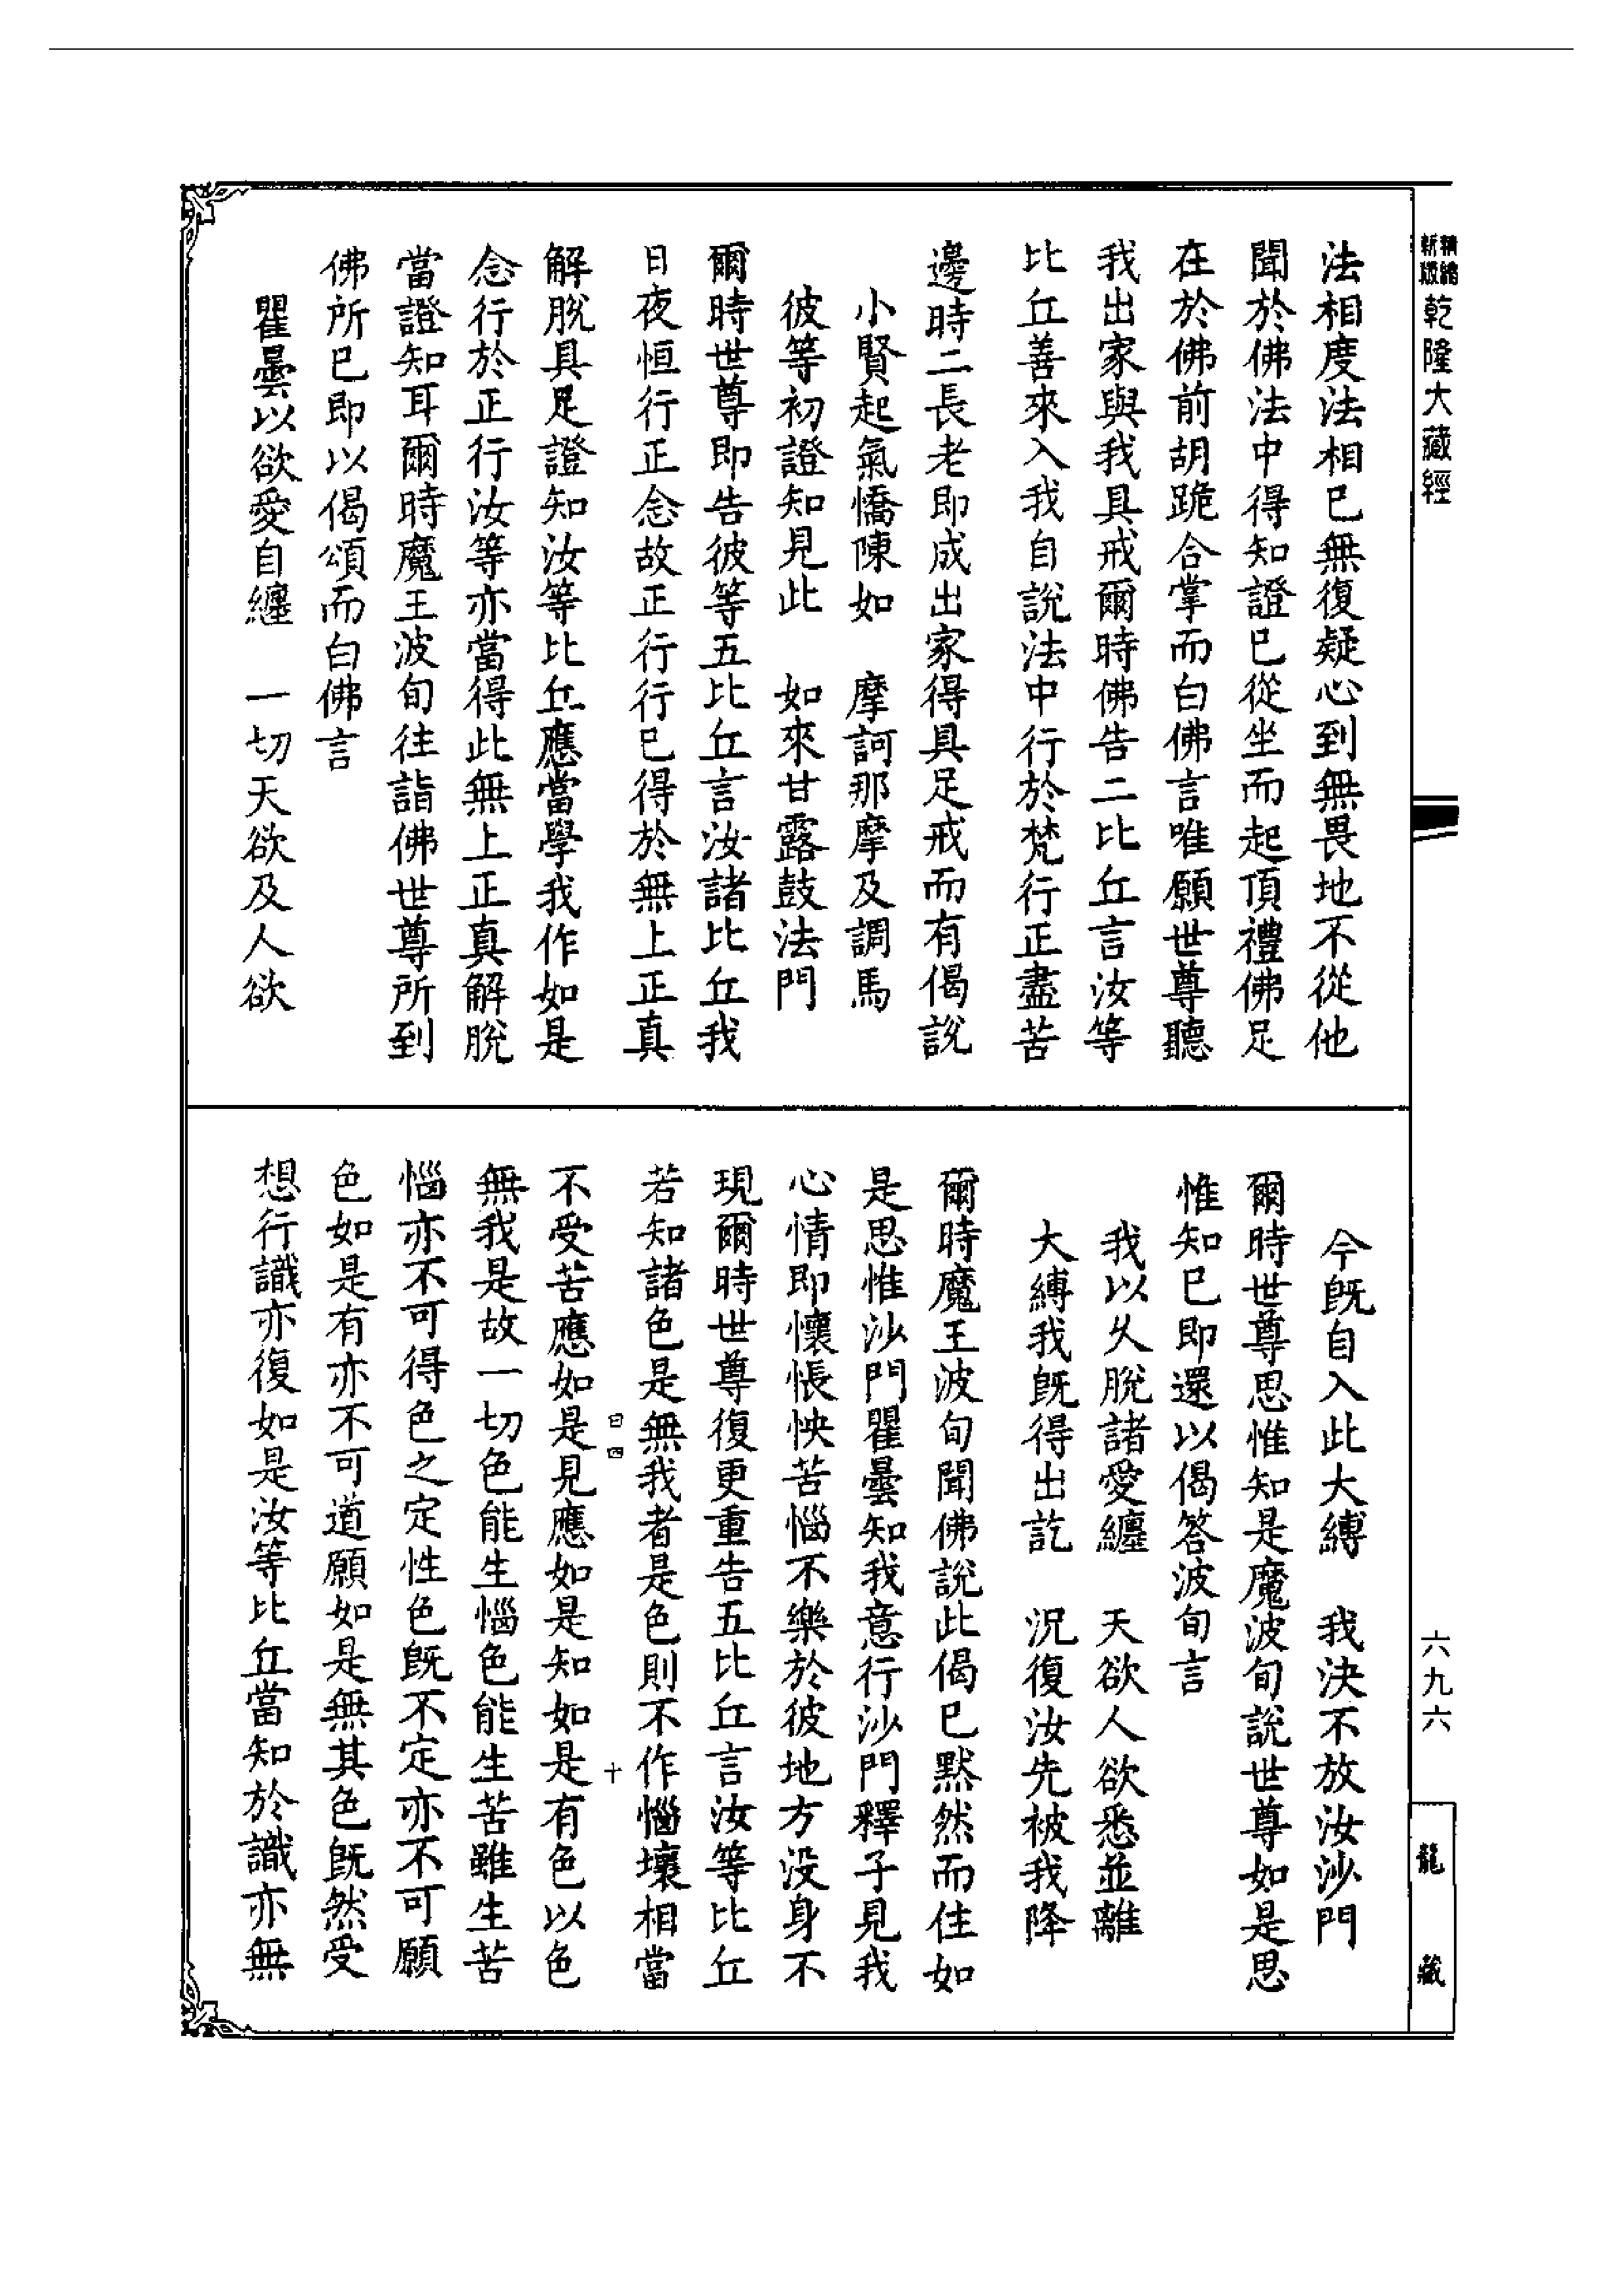 精繕
新版
乾隆大藏經
法相度法相已無復疑心到無畏地不從他
聞於佛法中得知證已從坐而起頂禮佛足
在於佛前胡跪合掌而白佛言唯願世尊聽
我出家與我具戒爾時佛告二比丘言汝等
比丘善來入我自說法中行於梵行正盡苦
邊時二長老即成出家得具足戒而有偈說
小賢起氣憍陳如　摩訶那摩及調馬
彼等初證知見此　如來甘露鼓法門
爾時世尊即告彼等五比丘言汝諸比丘我
日夜恒行正念故正行行已得於無上正真
解脫具足證知汝等比丘應當學我作如是
念行於正行汝等亦當得此無上正真解脫
當證知耳爾時魔王波旬往詣佛世尊所到
佛所已即以偈頌而白佛言
瞿曇以欲愛自纏　一切天欲及人欲
今既自入此大縛　我決不放汝沙門
爾時世尊思惟知是魔波旬說世尊如是思
惟知已即還以偈答波旬言
我以久脫諸愛纏　天欲人欲悉並離
大縛我既得出訖　況復汝先被我降
爾時魔王波旬聞佛說此偈已默然而住如
是思惟沙門瞿曇知我意行沙門釋子見我
心情即懷悵怏苦惱不樂於彼地方没身不
現爾時世尊復更重告五比丘言汝等比丘
若知諸色是無我者是色則不作惱壞相當
曰四　十
不受苦應如是見應如是知如是有色以色
無我是故一切色能生惱色能生苦雖生苦
惱亦不可得色之定性色既不定亦不可願
色如是有亦不可道願如是無其色既然受
想行識亦復如是汝等比丘當知於識亦無
六九六
龍藏